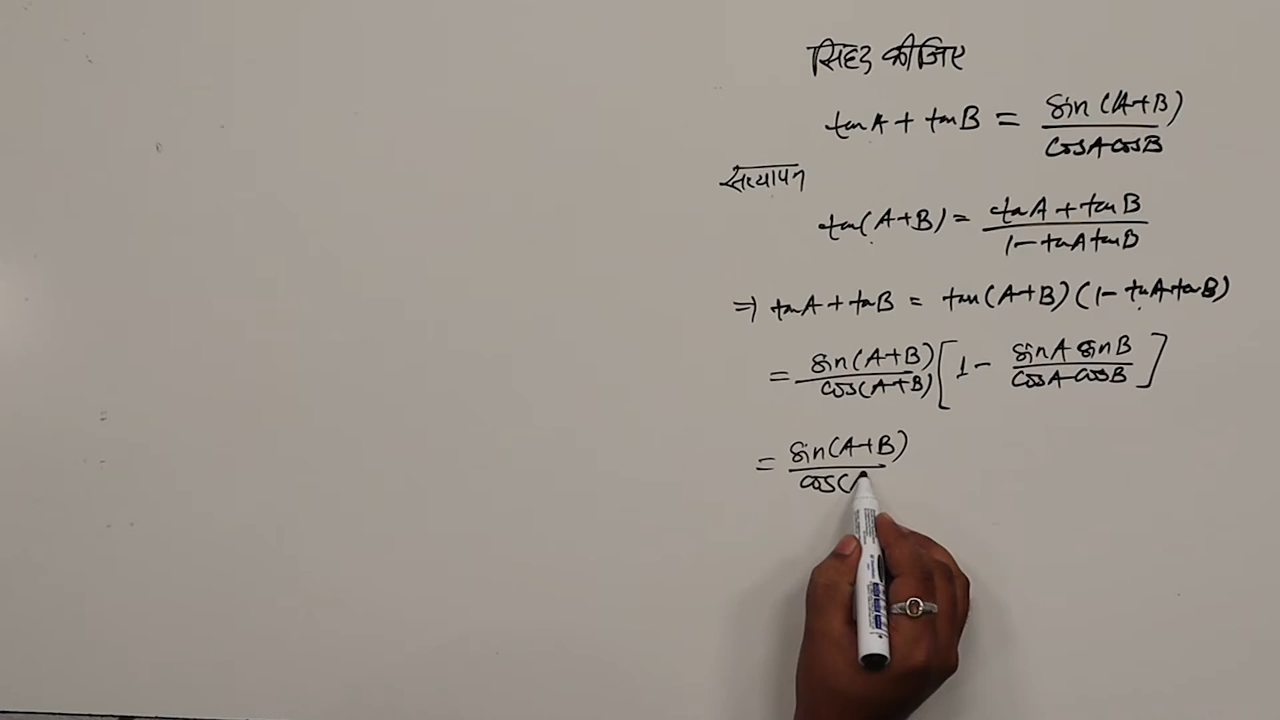 सिद्ध कीजिए
tanA + tanB = sin(A+B) / cosA cosB
सत्यापन
tan(A+B) = tanA + tanB / 1 - tanA tanB
⇒ tanA + tanB = tan(A+B) (1 - tanA tanB)
= sin(A+B) / cos(A+B) [1 - sinA sinB / cosA cosB]
= sin(A+B) / cos(A